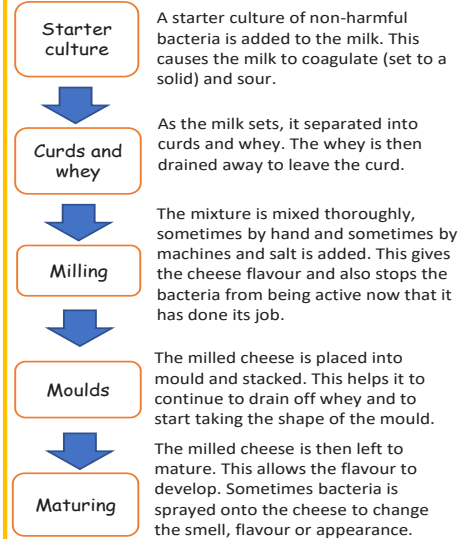 Starter
culture
A starter culture of non-harmful
bacteria is added to the milk. This
causes the milk to coagulate (set to a
solid) and sour.
Curds and
whey
As the milk sets, it separated into
curds and whey. The whey is then
drained away to leave the curd.
Milling
The mixture is mixed thoroughly,
sometimes by hand and sometimes by
machines and salt is added. This gives
the cheese flavour and also stops the
bacteria from being active now that it
has done its job.
Moulds
The milled cheese is placed into
mould and stacked. This helps it to
continue to drain off whey and to
start taking the shape of the mould.
Maturing
The milled cheese is then left to
mature. This allows the flavour to
develop. Sometimes bacteria is
sprayed onto the cheese to change
the smell, flavour or appearance.